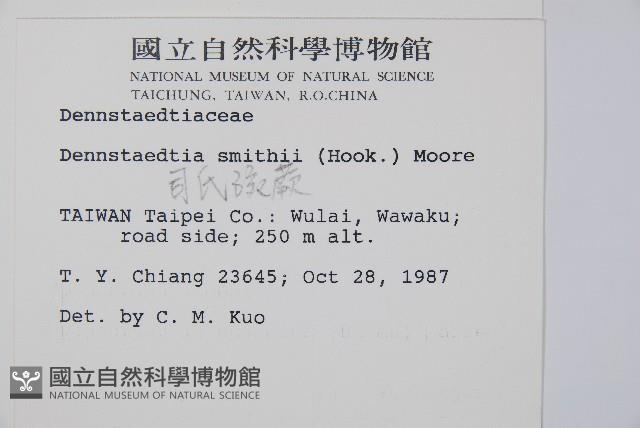 國立自然科學博物館
NATIONAL MUSEUM OF NATURAL SCIENCE
TAICHUNG, TAIWAN, R.O.CHINA
Dennstaedtiaceae
Dennstaedtia smithii (Hook.) Moore
司氏碗蕨
TAIWAN Taipei Co.: Wulai, Wawaku;
road side; 250 m alt.
T. Y. Chiang 23645; Oct 28, 1987
Det. by C. M. Kuo
國立自然科學博物館
NATIONAL MUSEUM OF NATURAL SCIENCE